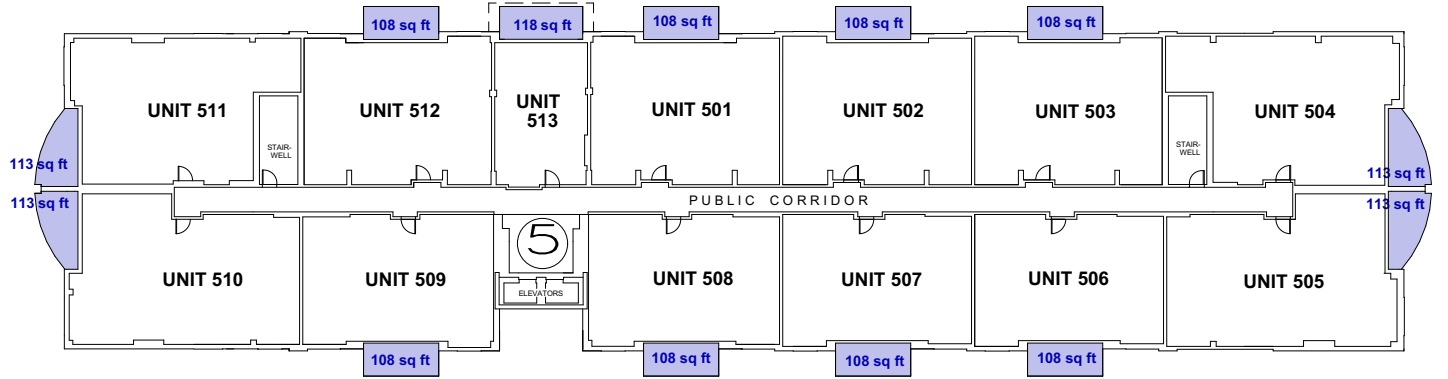 108 sq ft
118 sq ft
108 sq ft
108 sq ft
108 sq ft
UNIT 511
UNIT 512
UNIT
513
UNIT 501
UNIT 502
UNIT 503
UNIT 504
STAIR-
WELL
STAIR-
WELL
113 sq ft
113 sq ft
113 sq ft
113 sq ft
PUBLIC CORRIDOR
5
UNIT 510
UNIT 509
ELEVATORS
UNIT 508
UNIT 507
UNIT 506
UNIT 505
108 sq ft
108 sq ft
108 sq ft
108 sq ft